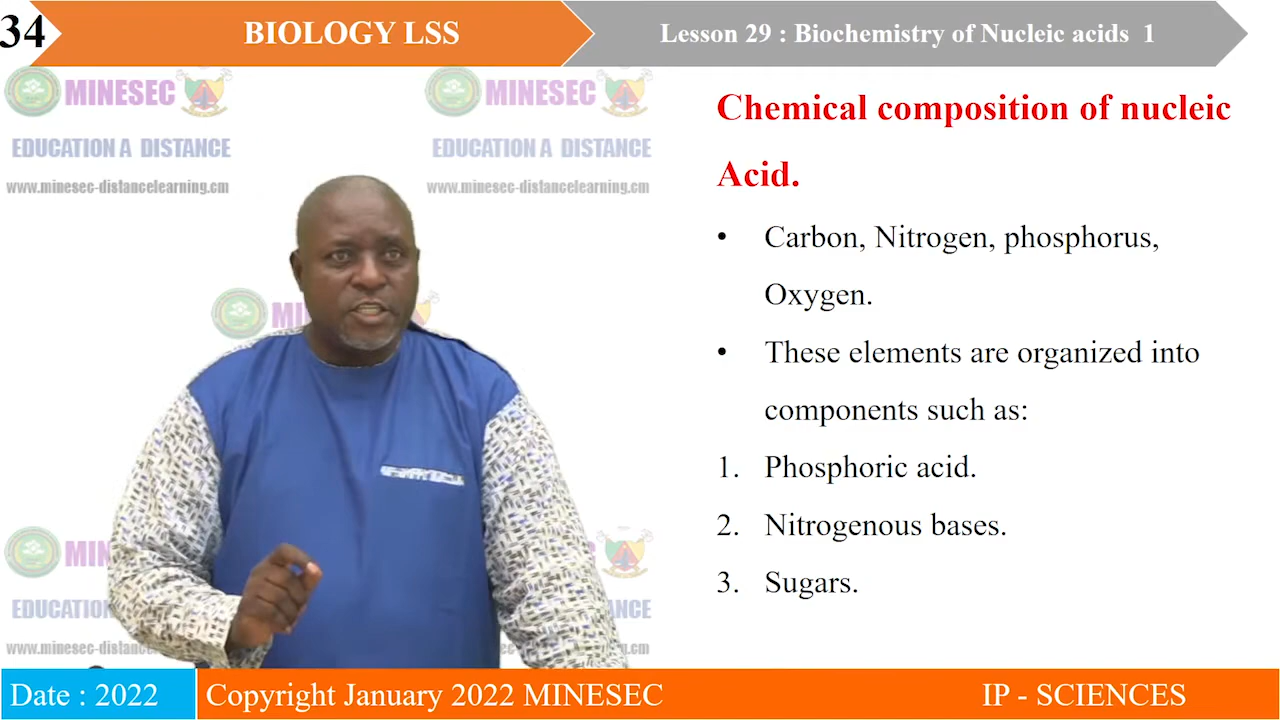 34
BIOLOGY LSS
Lesson 29 : Biochemistry of Nucleic acids 1
MINESEC
MINESEC
EDUCATION A DISTANCE
EDUCATION A DISTANCE
www.minesec-distancelearning.cm
www.minesec-distancelearning.cm
Chemical composition of nucleic
Acid.
• Carbon, Nitrogen, phosphorus,
Oxygen.
• These elements are organized into
components such as:
1. Phosphoric acid.
2. Nitrogenous bases.
3. Sugars.
Date : 2022
Copyright January 2022 MINESEC
IP - SCIENCES